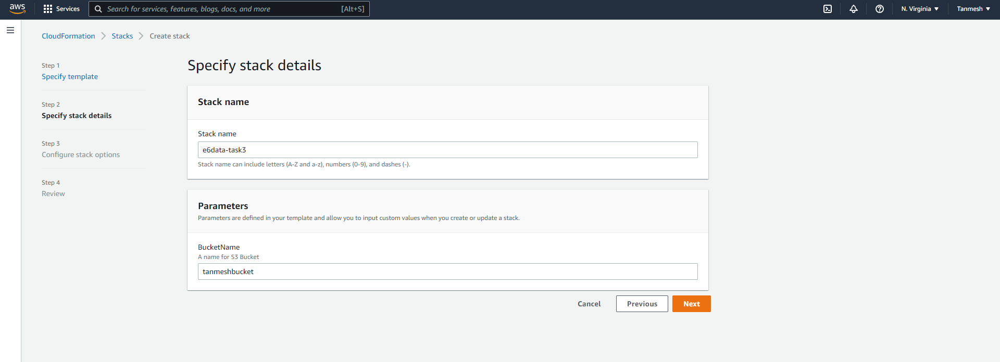 aws
Services
Search for services, features, blogs, docs, and more
[Alt+S]
N. Virginia
Tanmesh
CloudFormation
Stacks
Create stack
Step 1
Specify template
Step 2
Specify stack details
Step 3
Configure stack options
Step 4
Review
Specify stack details
Stack name
Stack name
e6data-task3
Stack name can include letters (A-Z and a-z), numbers (0-9), and dashes (-).
Parameters
Parameters are defined in your template and allow you to input custom values when you create or update a stack.
BucketName
A name for S3 Bucket
tanmeshbucket
Cancel
Previous
Next